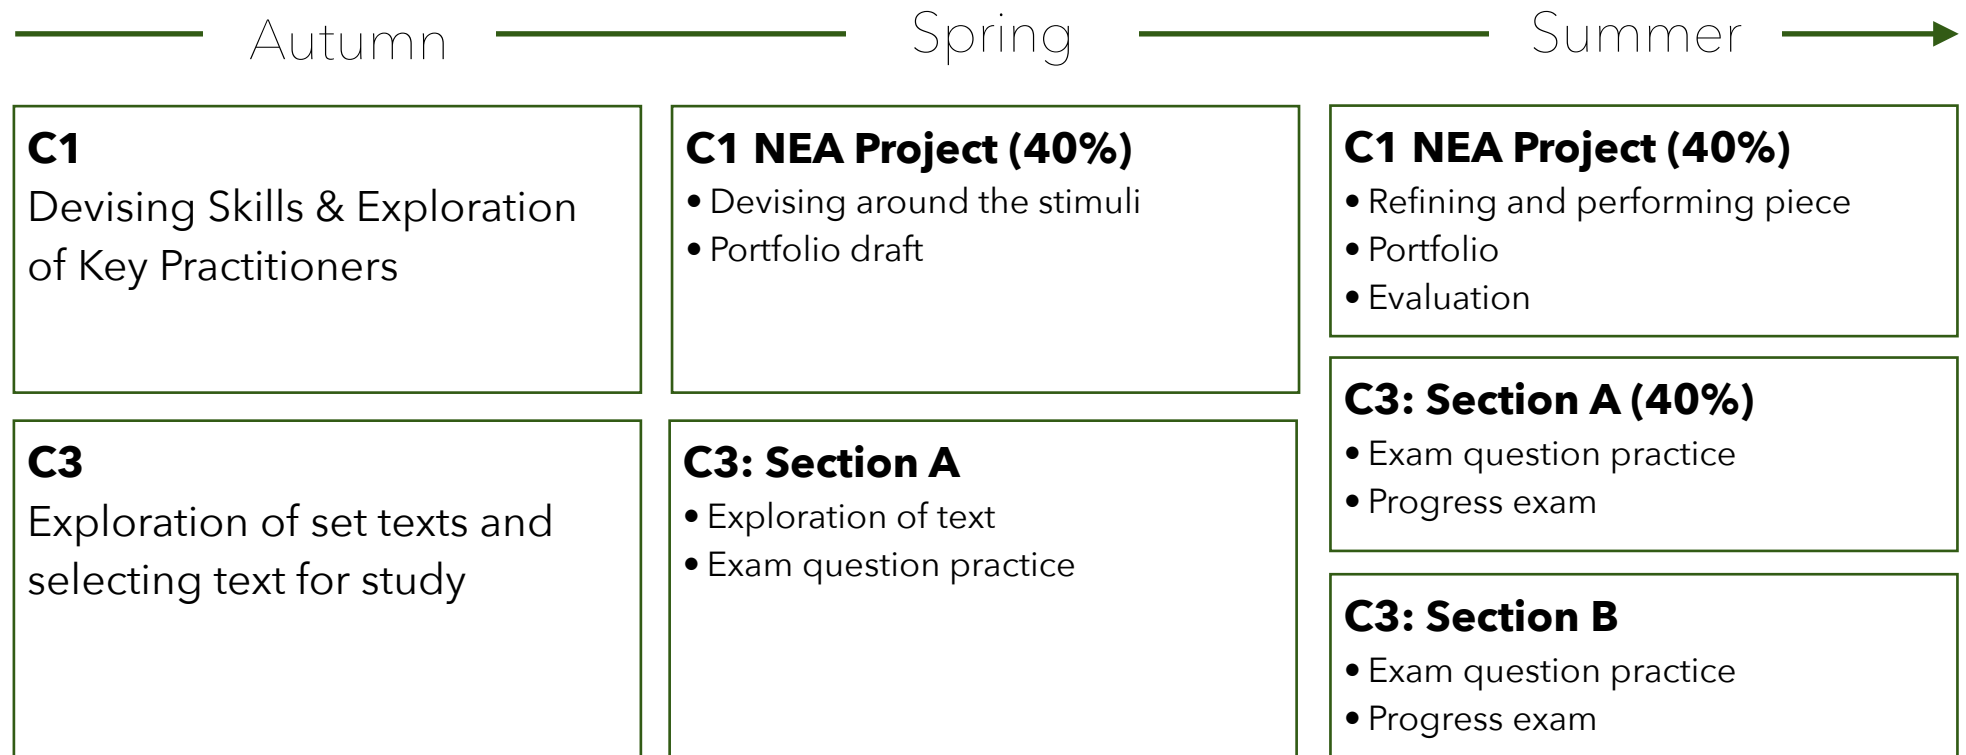 Autumn
Spring
Summer
C1
Devising Skills & Exploration
of Key Practitioners
C1 NEA Project (40%)
• Devising around the stimuli
• Portfolio draft
C1 NEA Project (40%)
• Refining and performing piece
• Portfolio
• Evaluation
C3
Exploration of set texts and
selecting text for study
C3: Section A
• Exploration of text
• Exam question practice
C3: Section A (40%)
• Exam question practice
• Progress exam
C3: Section B
• Exam question practice
• Progress exam